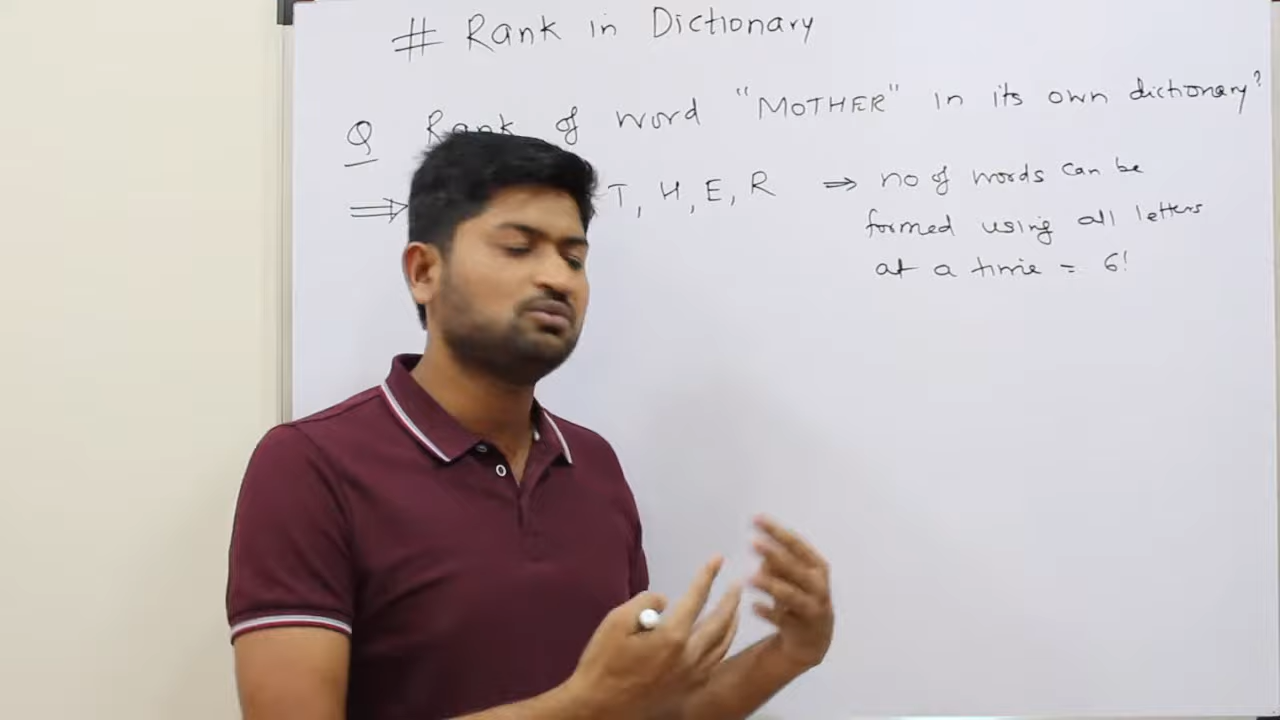 # Rank in Dictionary
Q Rank of word "MOTHER" in its own dictionary?
⇒ T, H, E, R ⇒ no of words can be
formed using all letters
at a time = 6!